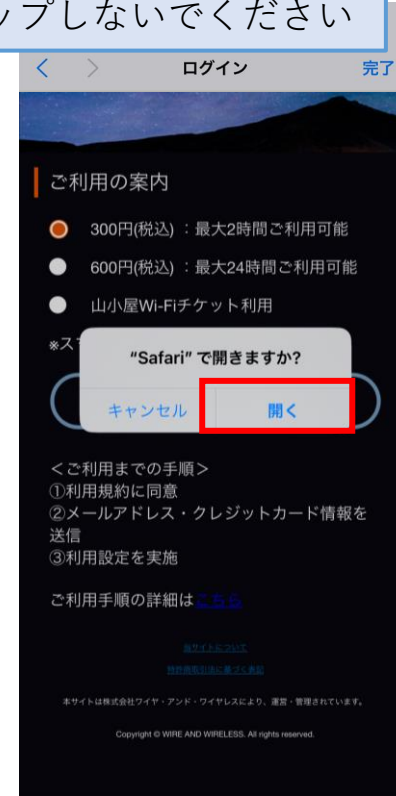 ップしないでください
ログイン
完了
ご利用の案内
300円(税込) : 最大2時間ご利用可能
600円(税込) : 最大24時間ご利用可能
山小屋Wi-Fiチケット利用
※ス
“Safari” で開きますか?
キャンセル
開く
＜ご利用までの手順＞
①利用規約に同意
②メールアドレス・クレジットカード情報を
送信
③利用設定を実施
ご利用手順の詳細はこちら
当サイトについて
特定商取引法に基づく表記
本サイトは株式会社ワイヤ・アンド・ワイヤレスにより、運営・管理されています。
Copyright © WIRE AND WIRELESS. All rights reserved.